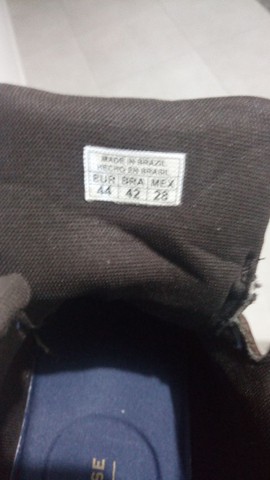 MADE IN BRAZIL
HECHO EN BRASIL
EUR BRA MEX
44 42 28